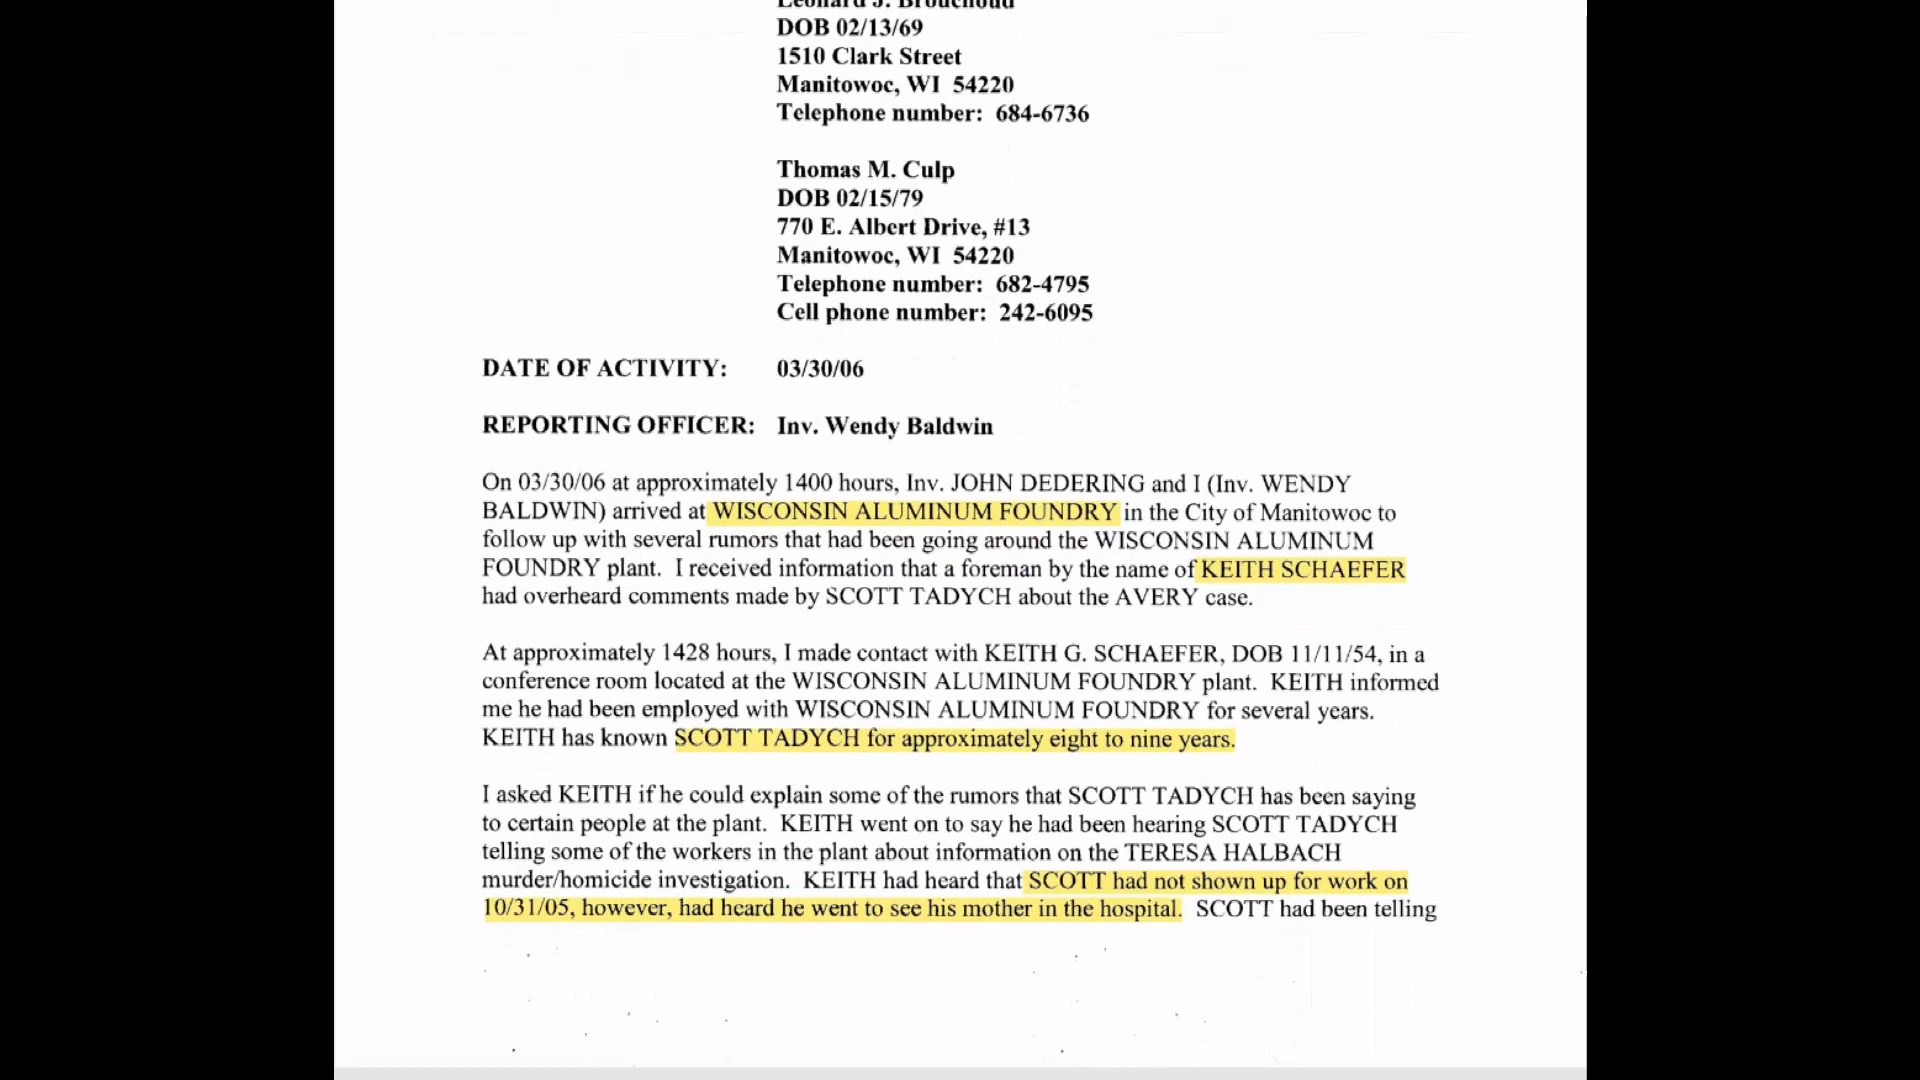 Leonard J. Brouchoud
DOB 02/13/69
1510 Clark Street
Manitowoc, WI 54220
Telephone number: 684-6736
Thomas M. Culp
DOB 02/15/79
770 E. Albert Drive, #13
Manitowoc, WI 54220
Telephone number: 682-4795
Cell phone number: 242-6095
DATE OF ACTIVITY: 03/30/06
REPORTING OFFICER: Inv. Wendy Baldwin
On 03/30/06 at approximately 1400 hours, Inv. JOHN DEDERING and I (Inv. WENDY
BALDWIN) arrived at WISCONSIN ALUMINUM FOUNDRY in the City of Manitowoc to
follow up with several rumors that had been going around the WISCONSIN ALUMINUM
FOUNDRY plant. I received information that a foreman by the name of KEITH SCHAEFER
had overheard comments made by SCOTT TADYCH about the AVERY case.
At approximately 1428 hours, I made contact with KEITH G. SCHAEFER, DOB 11/11/54, in a
conference room located at the WISCONSIN ALUMINUM FOUNDRY plant. KEITH informed
me he had been employed with WISCONSIN ALUMINUM FOUNDRY for several years.
KEITH has known SCOTT TADYCH for approximately eight to nine years.
I asked KEITH if he could explain some of the rumors that SCOTT TADYCH has been saying
to certain people at the plant. KEITH went on to say he had been hearing SCOTT TADYCH
telling some of the workers in the plant about information on the TERESA HALBACH
murder/homicide investigation. KEITH had heard that SCOTT had not shown up for work on
10/31/05, however, had heard he went to see his mother in the hospital. SCOTT had been telling